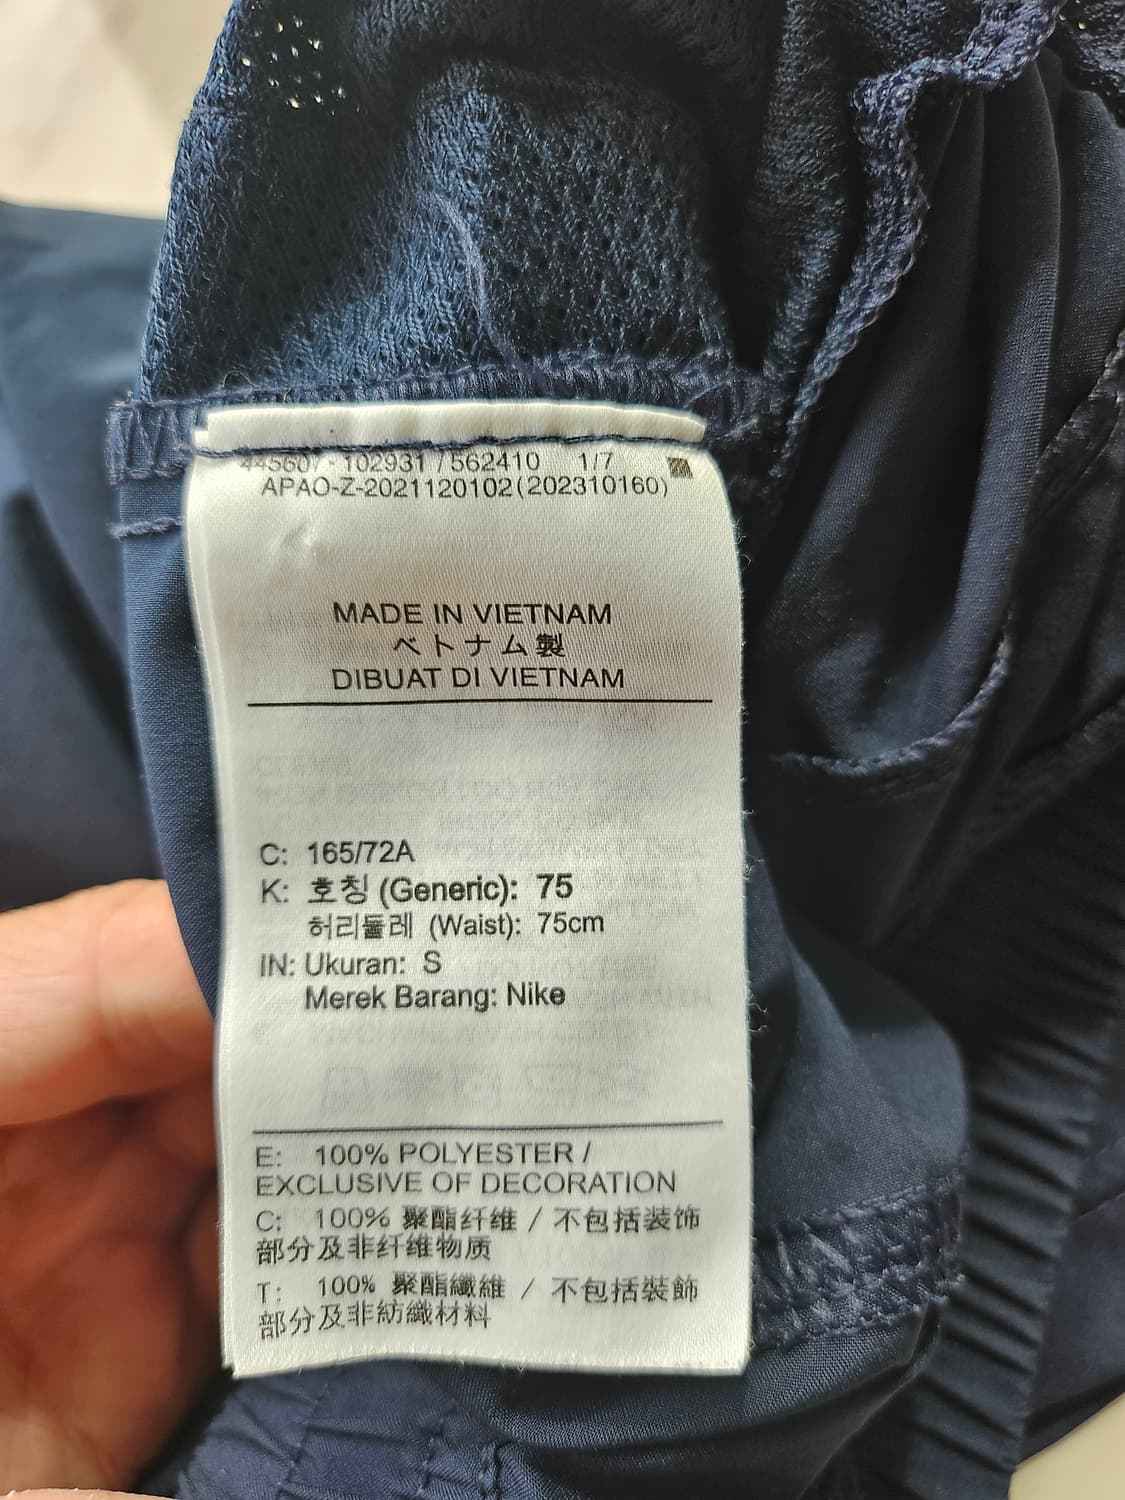 445607 - 102931 / 562410 1/7
APAO-Z-2021120102(202310160)
MADE IN VIETNAM
ベトナム製
DIBUAT DI VIETNAM
C: 165/72A
K: 호칭 (Generic): 75
허리둘레 (Waist): 75cm
IN: Ukuran: S
Merek Barang: Nike
E: 100% POLYESTER /
EXCLUSIVE OF DECORATION
C: 100% 聚酯纤维 / 不包括装饰
部分及非纤维物质
T: 100% 聚酯纖維 / 不包括裝飾
部分及非紡織材料